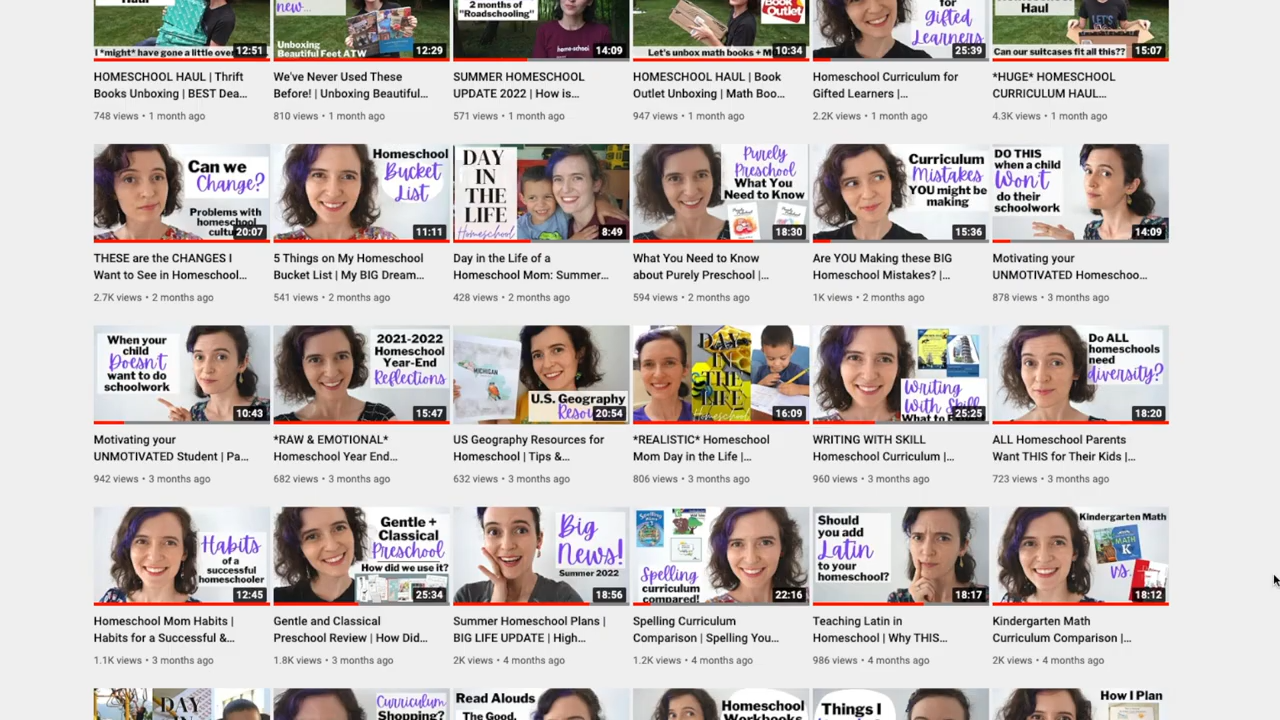 Haul
I *might* have gone a little over
12:51
new...
Unboxing
Beautiful Feet ATW
12:29
2 months of
"Roadschooling"
14:09
Book
Outlet
Let's unbox math books +
10:34
for
Gifted
Learners
25:39
Haul
Can our suitcases fit all this??
15:07
HOMESCHOOL HAUL | Thrift
Books Unboxing | BEST Dea...
748 views • 1 month ago
We've Never Used These
Before! | Unboxing Beautiful...
810 views • 1 month ago
SUMMER HOMESCHOOL
UPDATE 2022 | How is...
571 views • 1 month ago
HOMESCHOOL HAUL | Book
Outlet Unboxing | Math Boo...
947 views • 1 month ago
Homeschool Curriculum for
Gifted Learners |...
2.2K views • 1 month ago
*HUGE* HOMESCHOOL
CURRICULUM HAUL...
4.3K views • 1 month ago
Can we
Change?
Problems with
homeschool
20:07
Homeschool
Bucket
List
11:11
DAY
IN
THE
LIFE
Homeschool
8:49
Purely
Preschool
What You
Need to Know
18:30
Curriculum
Mistakes
YOU might be
making
15:36
DO THIS
when a child
Won't
do their
schoolwork
14:09
THESE are the CHANGES I
Want to See in Homeschool...
2.7K views • 2 months ago
5 Things on My Homeschool
Bucket List | My BIG Dream...
541 views • 2 months ago
Day in the Life of a
Homeschool Mom: Summer...
428 views • 2 months ago
What You Need to Know
about Purely Preschool |...
594 views • 2 months ago
Are YOU Making these BIG
Homeschool Mistakes? |...
1K views • 2 months ago
Motivating your
UNMOTIVATED Homeschoo...
878 views • 3 months ago
When your
child
Doesn't
want to do
schoolwork
10:43
2021-2022
Homeschool
Year-End
Reflections
15:47
MICHIGAN
U.S. Geography
20:54
DAY
IN
THE
LIFE
Homeschool
16:09
Writing
With Skill
25:25
Do ALL
homeschools
need
diversity?
18:20
Motivating your
UNMOTIVATED Student | Pa...
942 views • 3 months ago
*RAW & EMOTIONAL*
Homeschool Year End...
682 views • 3 months ago
US Geography Resources for
Homeschool | Tips &...
632 views • 3 months ago
*REALISTIC* Homeschool
Mom Day in the Life |...
806 views • 3 months ago
WRITING WITH SKILL
Homeschool Curriculum |...
960 views • 3 months ago
ALL Homeschool Parents
Want THIS for Their Kids |...
723 views • 3 months ago
Habits
of a
successful
homeschooler
12:45
Gentle +
Classical
Preschool
How did we use it?
25:34
Big
News!
Summer 2022
18:56
Spelling
curriculum
compared!
22:16
Should
you add
Latin
to your
homeschool?
18:17
Kindergarten Math
MATH
K
vs.
18:12
Homeschool Mom Habits |
Habits for a Successful &...
1.1K views • 3 months ago
Gentle and Classical
Preschool Review | How Did...
1.8K views • 3 months ago
Summer Homeschool Plans |
BIG LIFE UPDATE | High...
2K views • 4 months ago
Spelling Curriculum
Comparison | Spelling You...
1.2K views • 4 months ago
Teaching Latin in
Homeschool | Why THIS...
986 views • 4 months ago
Kindergarten Math
Curriculum Comparison |...
2K views • 4 months ago
DAY
Curriculum
Shopping?
Read Alouds
The Good,
Homeschool
Workbooks
Things I
How I Plan